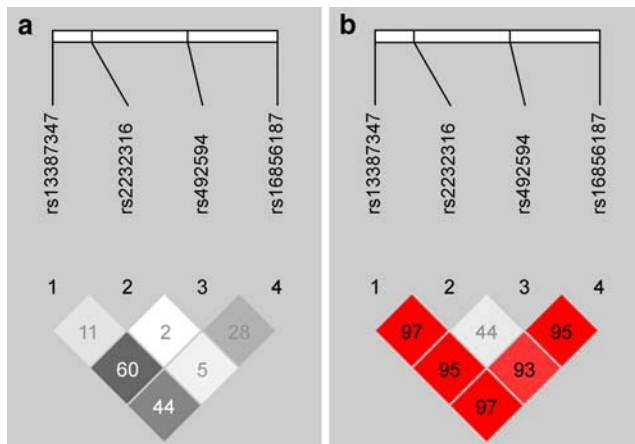 a
rs13387347
rs2232316
rs492594
rs16856187
1 2 3 4
11 2 28
60 5
44
b
rs13387347
rs2232316
rs492594
rs16856187
1 2 3 4
97 44 95
95 93
97